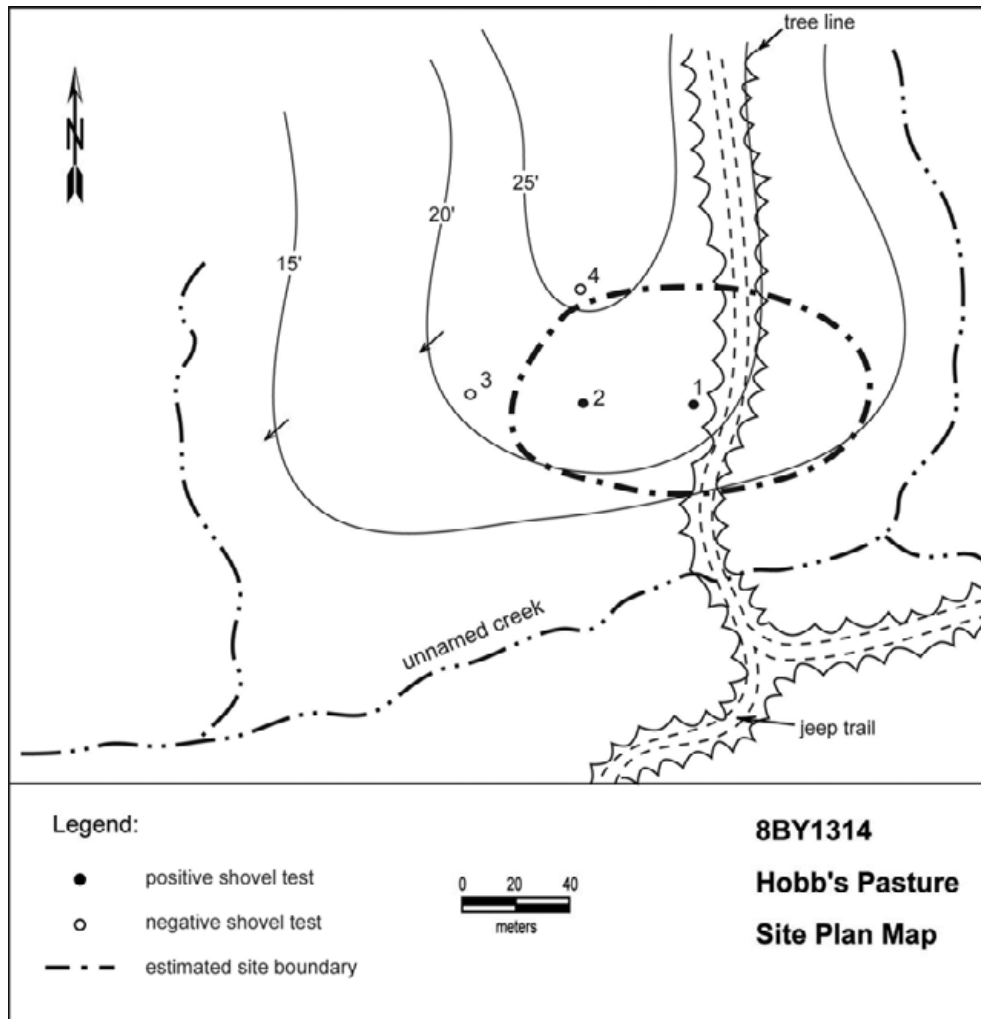 tree line
N
25'
20'
15'
4
3
2
1
unnamed creek
jeep trail
Legend:
positive shovel test
negative shovel test
estimated site boundary
0 20 40
meters
8BY1314
Hobb's Pasture
Site Plan Map